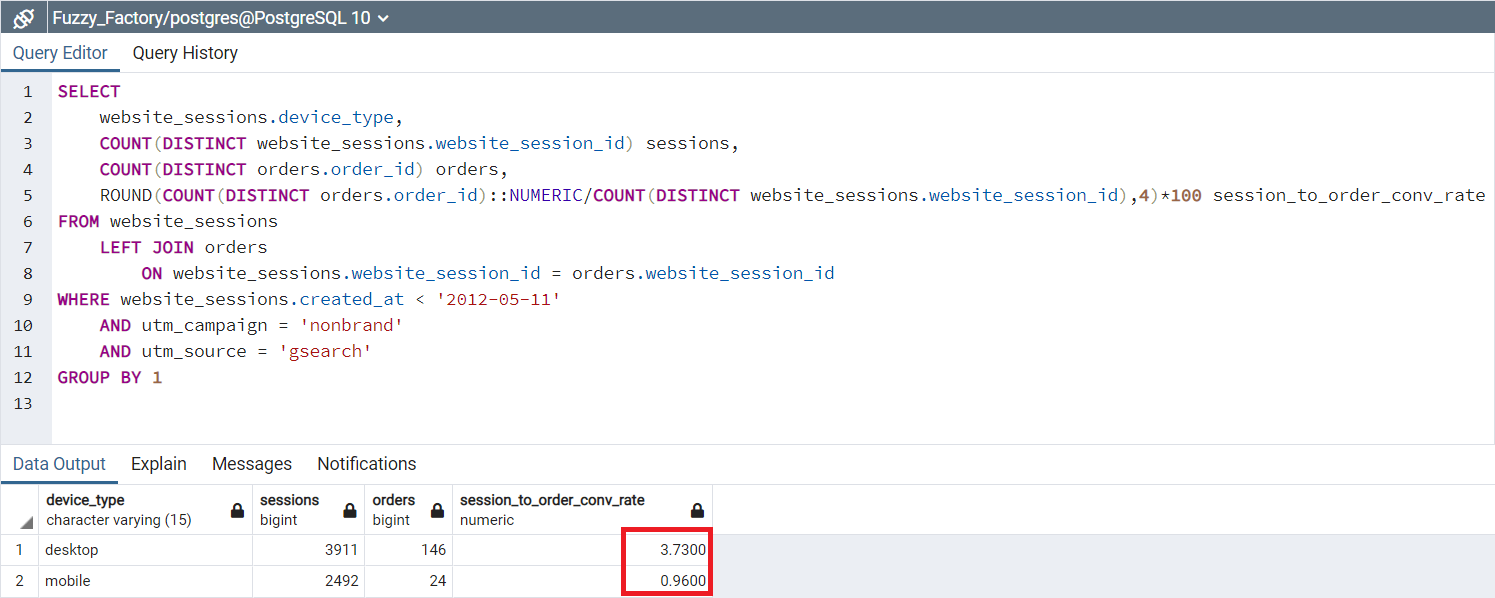 Fuzzy_Factory/postgres@PostgreSQL 10
Query Editor Query History
1 SELECT
2 website_sessions.device_type,
3 COUNT(DISTINCT website_sessions.website_session_id) sessions,
4 COUNT(DISTINCT orders.order_id) orders,
5 ROUND(COUNT(DISTINCT orders.order_id)::NUMERIC/COUNT(DISTINCT website_sessions.website_session_id),4)*100 session_to_order_conv_rate
6 FROM website_sessions
7 LEFT JOIN orders
8 ON website_sessions.website_session_id = orders.website_session_id
9 WHERE website_sessions.created_at < '2012-05-11'
10 AND utm_campaign = 'nonbrand'
11 AND utm_source = 'gsearch'
12 GROUP BY 1
13
Data Output Explain Messages Notifications
device_type sessions orders session_to_order_conv_rate
character varying (15) bigint bigint numeric
1 desktop 3911 146 3.7300
2 mobile 2492 24 0.9600